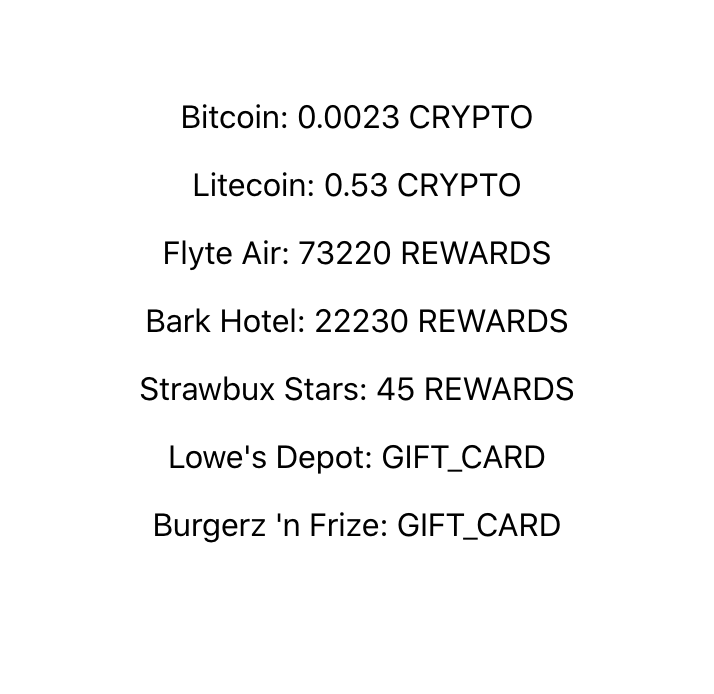 Bitcoin: 0.0023 CRYPTO
Litecoin: 0.53 CRYPTO
Flyte Air: 73220 REWARDS
Bark Hotel: 22230 REWARDS
Strawbux Stars: 45 REWARDS
Lowe's Depot: GIFT_CARD
Burgerz 'n Frize: GIFT_CARD